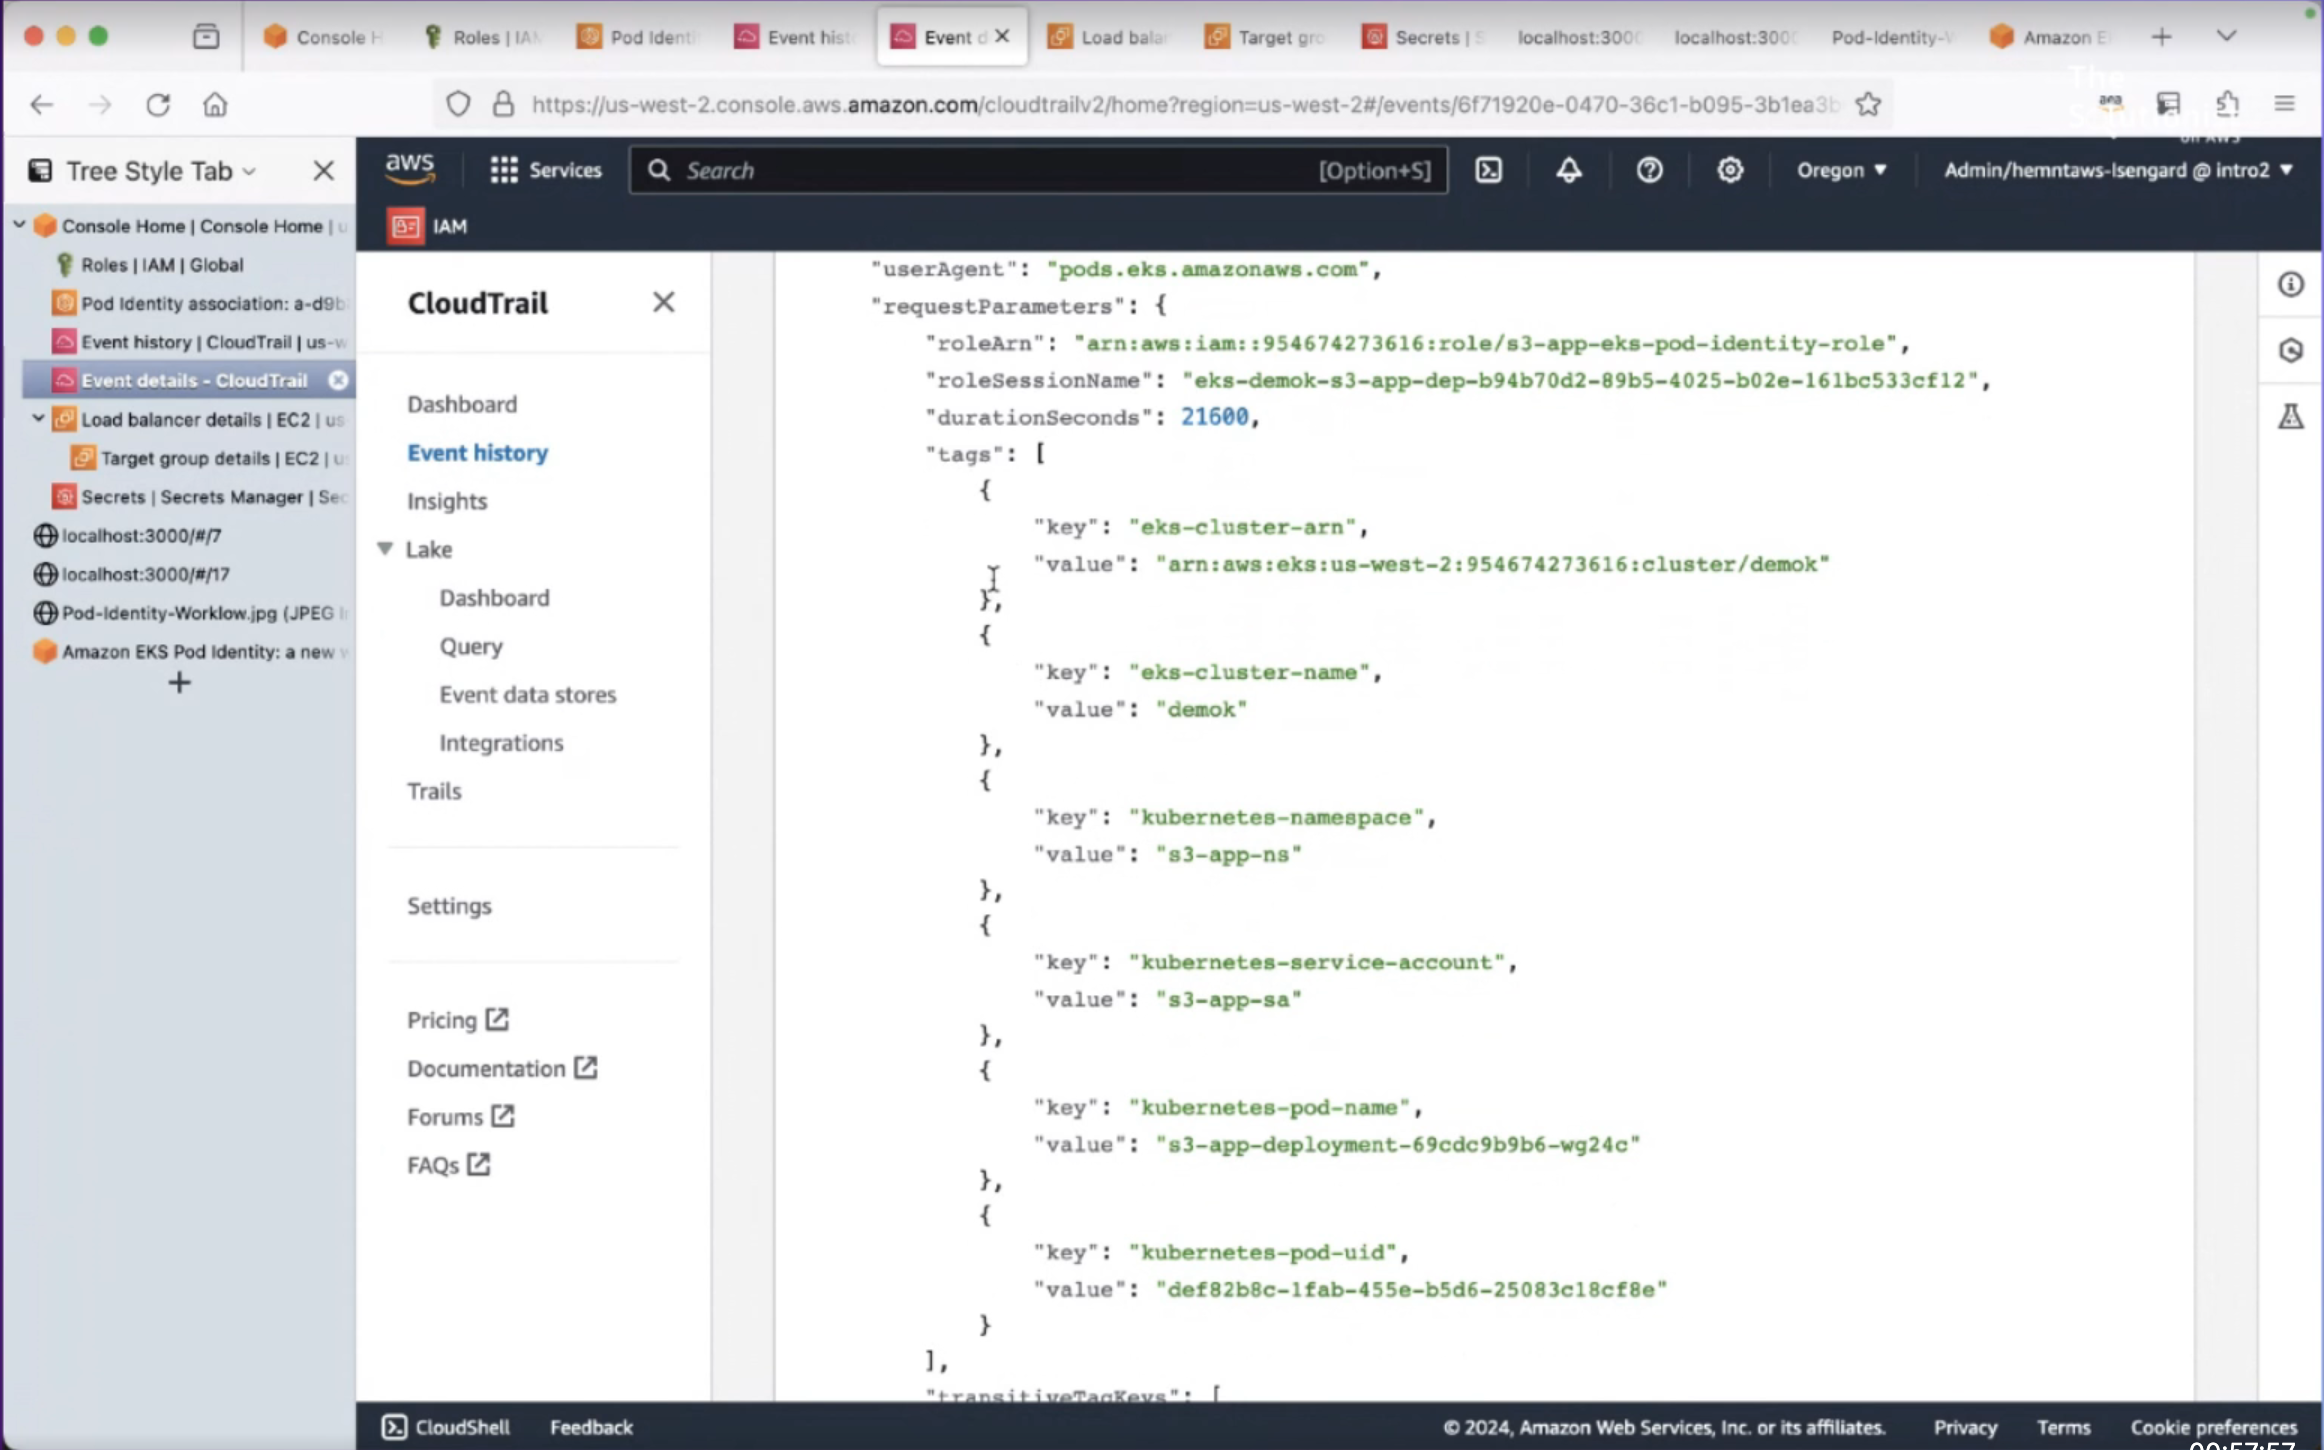 Console H
Roles | IAM
Pod Identi
Event hist
Event d
Load balar
Target gro
Secrets | S
localhost:3000
localhost:3000
Pod-Identity-W
Amazon E
https://us-west-2.console.aws.amazon.com/cloudtrailv2/home?region=us-west-2#/events/6f71920e-0470-36c1-b095-3b1ea3b
The
on AWS
Tree Style Tab
aws
Services
Search
[Option+S]
Oregon
Admin/hemntaws-Isengard @ intro2
IAM
Console Home | Console Home | u
Roles | IAM | Global
Pod Identity association: a-d9b
Event history | CloudTrail | us-w
Event details - CloudTrail
Load balancer details | EC2 | us
Target group details | EC2 | u
Secrets | Secrets Manager | Sec
localhost:3000/#/7
localhost:3000/#/17
Pod-Identity-Worklow.jpg (JPEG I
Amazon EKS Pod Identity: a new
CloudTrail
Dashboard
Event history
Insights
Lake
Dashboard
Query
Event data stores
Integrations
Trails
Settings
Pricing
Documentation
Forums
FAQs
"userAgent": "pods.eks.amazonaws.com",
"requestParameters": {
"roleArn": "arn:aws:iam::954674273616:role/s3-app-eks-pod-identity-role",
"roleSessionName": "eks-demok-s3-app-dep-b94b70d2-89b5-4025-b02e-161bc533cf12",
"durationSeconds": 21600,
"tags": [
{
"key": "eks-cluster-arn",
"value": "arn:aws:eks:us-west-2:954674273616:cluster/demok"
},
{
"key": "eks-cluster-name",
"value": "demok"
},
{
"key": "kubernetes-namespace",
"value": "s3-app-ns"
},
{
"key": "kubernetes-service-account",
"value": "s3-app-sa"
},
{
"key": "kubernetes-pod-name",
"value": "s3-app-deployment-69cdc9b9b6-wg24c"
},
{
"key": "kubernetes-pod-uid",
"value": "def82b8c-1fab-455e-b5d6-25083c18cf8e"
}
],
"transitiveTagKeys": [
CloudShell
Feedback
© 2024, Amazon Web Services, Inc. or its affiliates.
Privacy
Terms
Cookie preferences
00:57:57